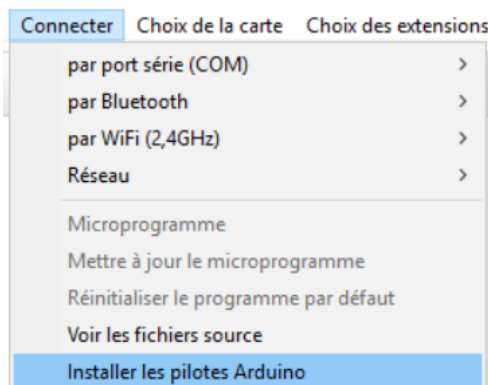 Connecter Choix de la carte Choix des extensions
par port série (COM)
par Bluetooth
par WiFi (2,4GHz)
Réseau
Microprogramme
Mettre à jour le microprogramme
Réinitialiser le programme par défaut
Voir les fichiers source
Installer les pilotes Arduino